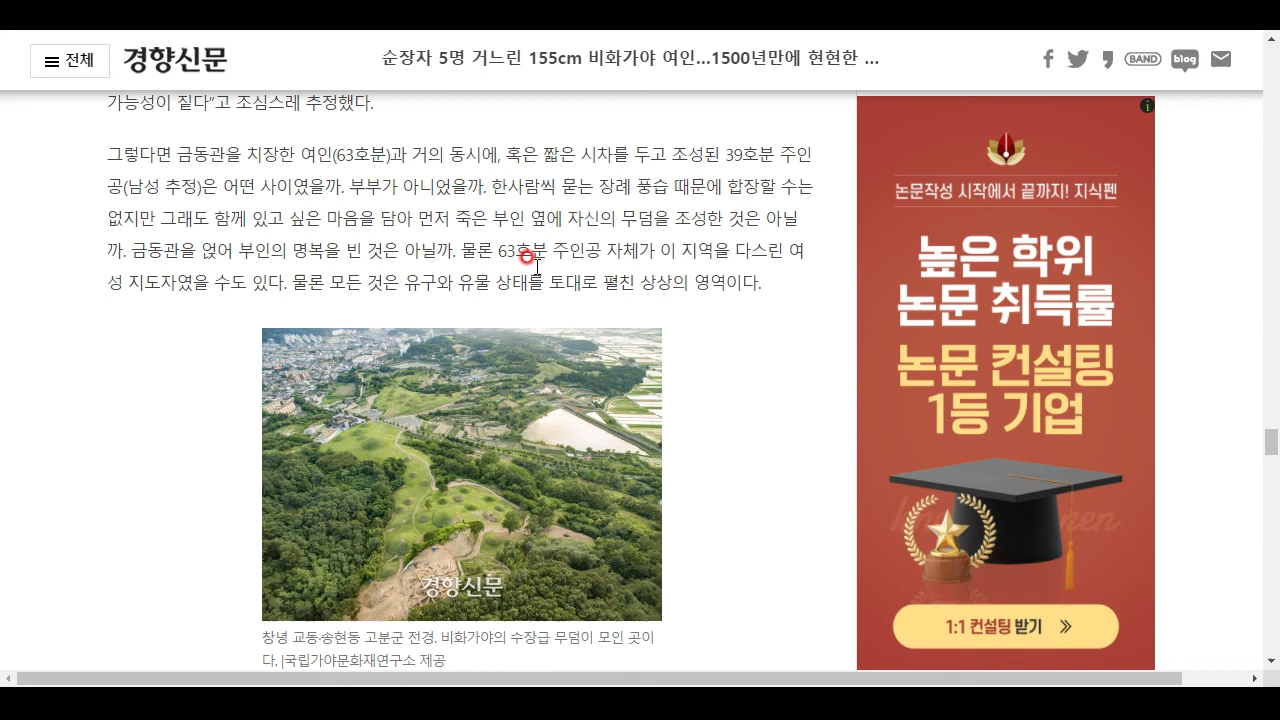 전체
경향신문
순장자 5명 거느린 155cm 비화가야 여인...1500년만에 현현한 ...
BAND
blog
가능성이 짙다"고 조심스레 추정했다.
그렇다면 금동관을 치장한 여인(63호분)과 거의 동시에, 혹은 짧은 시차를 두고 조성된 39호분 주인
공(남성 추정)은 어떤 사이였을까. 부부가 아니었을까. 한사람씩 묻는 장례 풍습 때문에 합장할 수는
없지만 그래도 함께 있고 싶은 마음을 담아 먼저 죽은 부인 옆에 자신의 무덤을 조성한 것은 아닐
까. 금동관을 얹어 부인의 명복을 빈 것은 아닐까. 물론 63호분 주인공 자체가 이 지역을 다스린 여
성 지도자였을 수도 있다. 물론 모든 것은 유구와 유물 상태를 토대로 펼친 상상의 영역이다.
경향신문
창녕 교동·송현동 고분군 전경. 비화가야의 수장급 무덤이 모인 곳이
다. |국립가야문화재연구소 제공
논문작성 시작에서 끝까지! 지식펜
높은 학위
논문 취득률
논문 컨설팅
1등 기업
1:1 컨설팅 받기